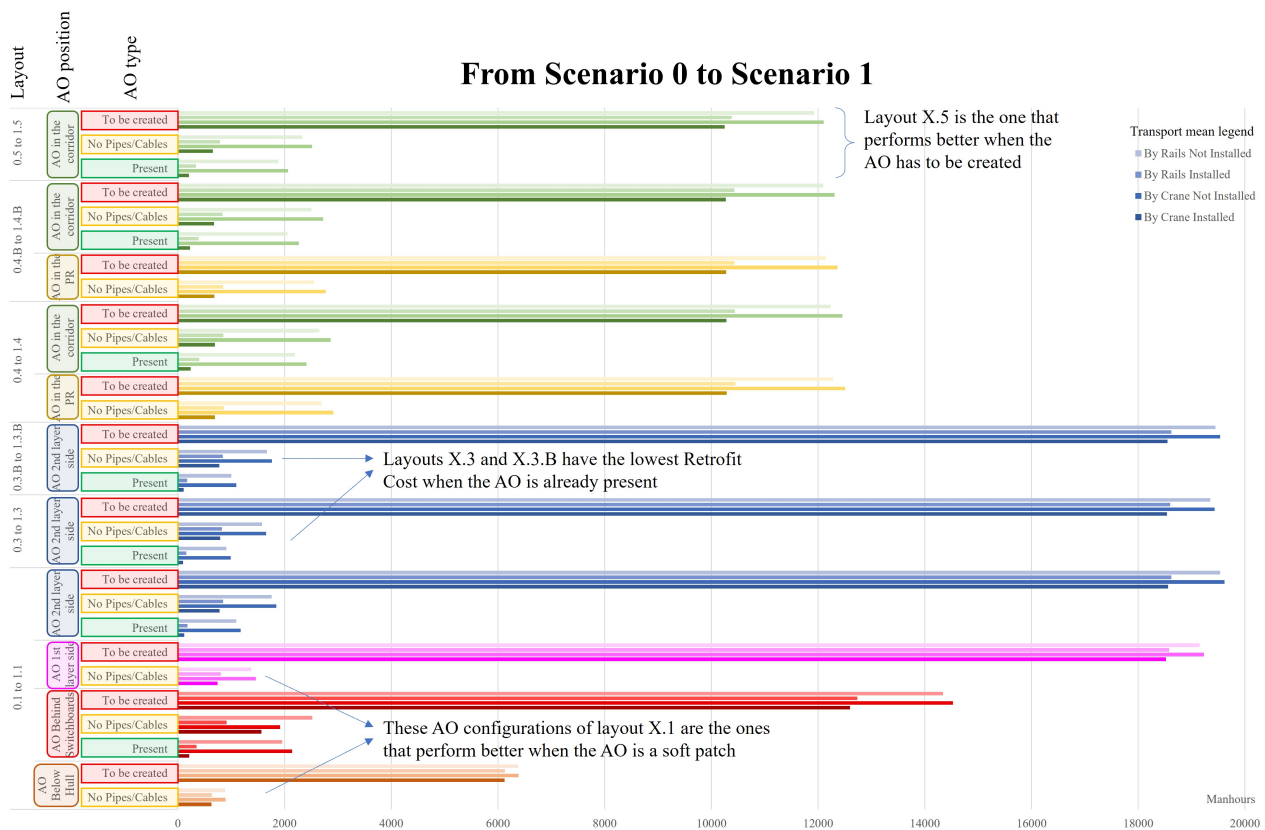 From Scenario 0 to Scenario 1
Layout
AO position
AO type
0.5 to 1.5
AO in the
corridor
To be created
No Pipes/Cables
Present
Layout X.5 is the one that
performs better when the
AO has to be created
Transport mean legend
By Rails Not Installed
By Rails Installed
By Crane Not Installed
By Crane Installed
0.4.B to 1.4.B
AO in the
corridor
To be created
No Pipes/Cables
Present
AO in the
PR
To be created
No Pipes/Cables
0.4 to 1.4
AO in the
corridor
To be created
No Pipes/Cables
Present
AO in the
PR
To be created
No Pipes/Cables
0.3.B to 1.3.B
AO 2nd layer
side
To be created
No Pipes/Cables
Present
Layouts X.3 and X.3.B have the lowest Retrofit
Cost when the AO is already present
0.3 to 1.3
AO 2nd layer
side
To be created
No Pipes/Cables
Present
0.1 to 1.1
AO 2nd layer
side
To be created
No Pipes/Cables
Present
AO 1st
layer side
To be created
No Pipes/Cables
AO Behind
Switchboards
To be created
No Pipes/Cables
Present
These AO configurations of layout X.1 are the ones
that perform better when the AO is a soft patch
AO
Below
Hull
To be created
No Pipes/Cables
Manhours
0 2000 4000 6000 8000 10000 12000 14000 16000 18000 20000